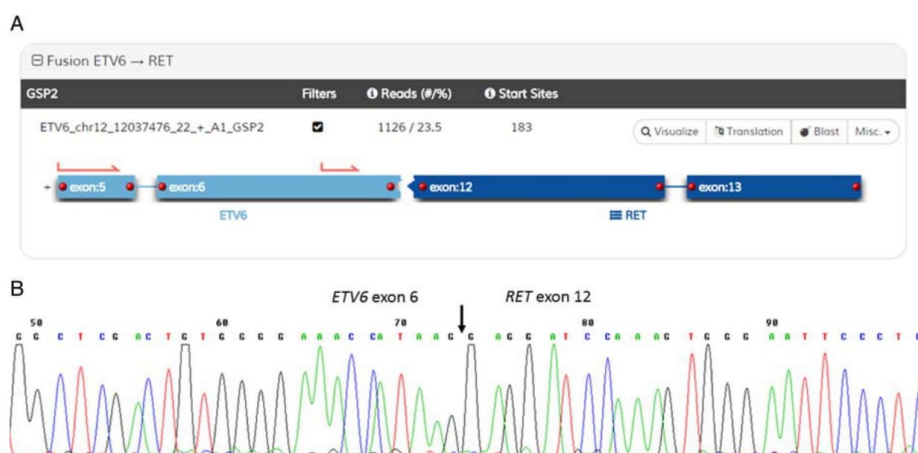 A
Fusion ETV6 → RET
GSP2 Filters Reads (#/%) Start Sites
ETV6_chr12_12037476_22_+_A1_GSP2 1126 / 23.5 183 Visualize Translation Blast Misc.
+ exon:5 exon:6 exon:12 exon:13
ETV6 RET
B
ETV6 exon 6 RET exon 12
50 60 70 80 90
G G C T C G A C T G T G G G G A A A C C A T A A G G A G G A T C C A A A G T G G G A A T T C C C T